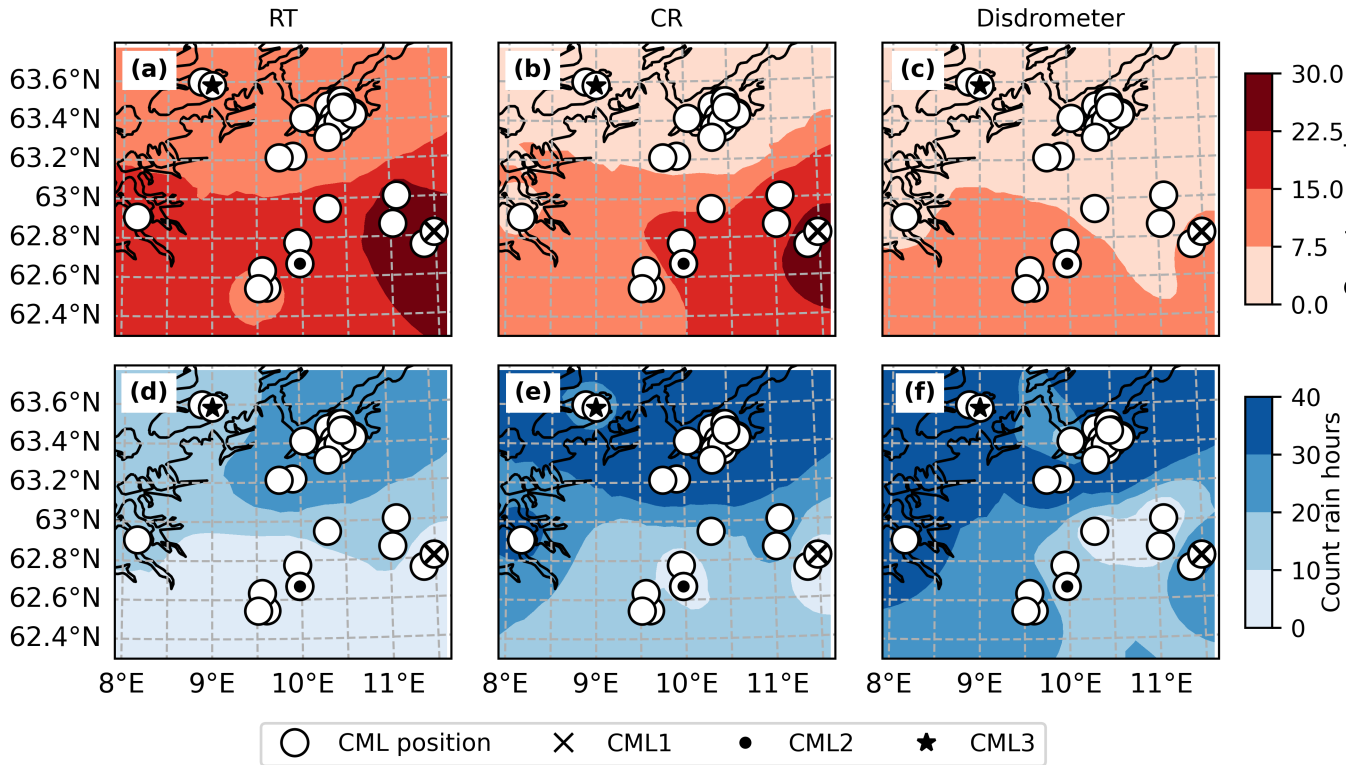 RT CR Disdrometer
(a) (b) (c)
63.6°N
63.4°N
63.2°N
63°N
62.8°N
62.6°N
62.4°N
30.0
22.5
15.0
7.5
0.0
(d) (e) (f)
63.6°N
63.4°N
63.2°N
63°N
62.8°N
62.6°N
62.4°N
40
30
20
10
0
Count rain hours
8°E 9°E 10°E 11°E 8°E 9°E 10°E 11°E 8°E 9°E 10°E 11°E
CML position CML1 CML2 CML3